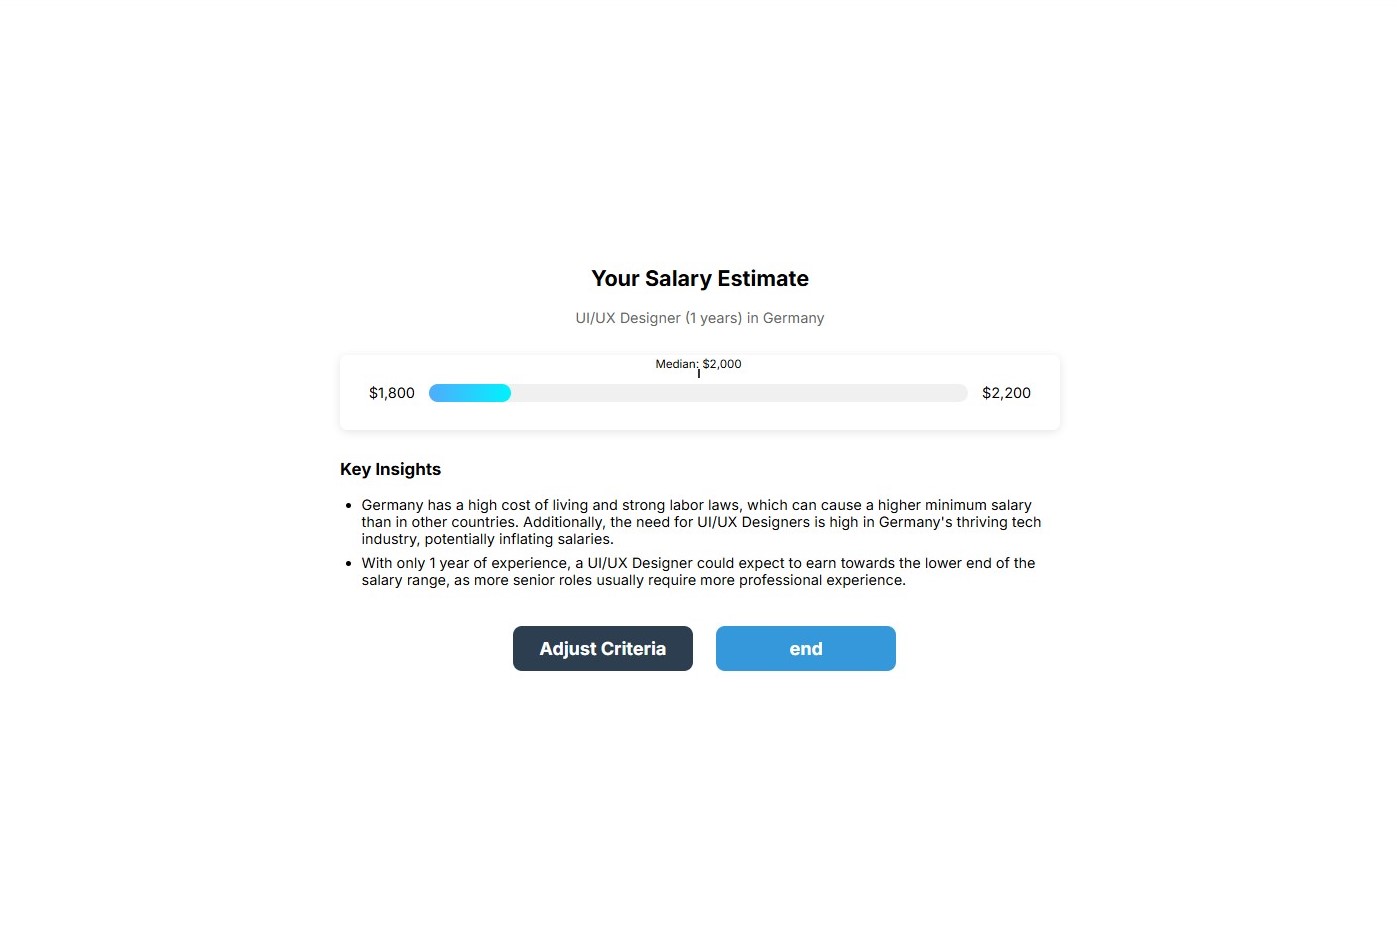 Your Salary Estimate
UI/UX Designer (1 years) in Germany
Median: $2,000
$1,800
$2,200
Key Insights
• Germany has a high cost of living and strong labor laws, which can cause a higher minimum salary
than in other countries. Additionally, the need for UI/UX Designers is high in Germany's thriving tech
industry, potentially inflating salaries.
• With only 1 year of experience, a UI/UX Designer could expect to earn towards the lower end of the
salary range, as more senior roles usually require more professional experience.
Adjust Criteria
end